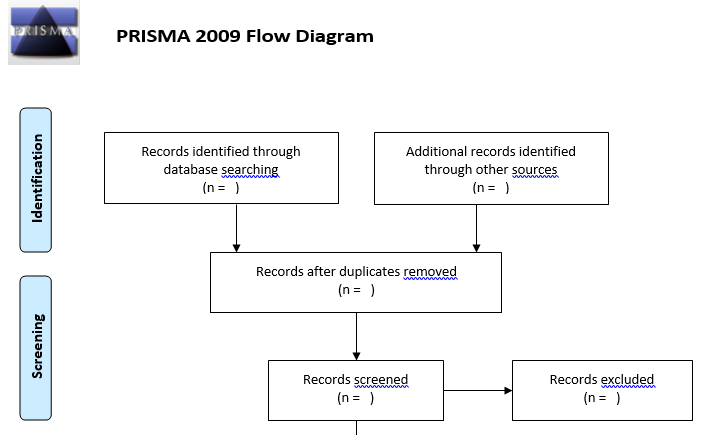 PRISMA
PRISMA 2009 Flow Diagram
Identification
Records identified through
database searching
(n = )
Additional records identified
through other sources
(n = )
Records after duplicates removed
(n = )
Screening
Records screened
(n = )
Records excluded
(n = )